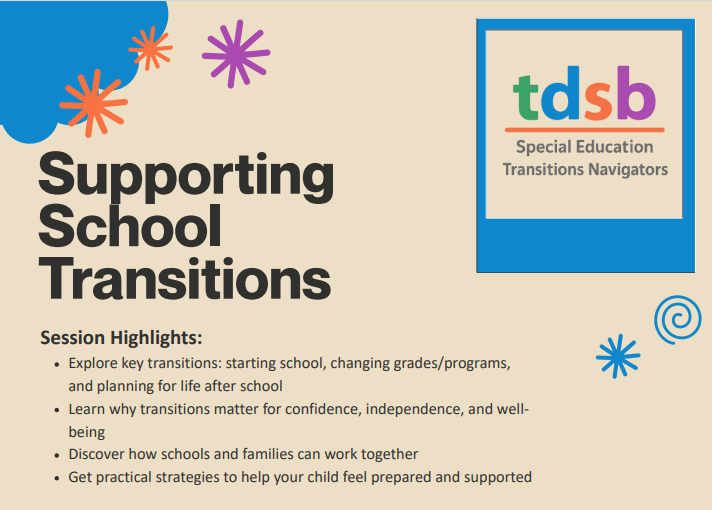 tdsb
Special Education
Transitions Navigators
Supporting
School
Transitions
Session Highlights:
• Explore key transitions: starting school, changing grades/programs,
and planning for life after school
• Learn why transitions matter for confidence, independence, and well-
being
• Discover how schools and families can work together
• Get practical strategies to help your child feel prepared and supported